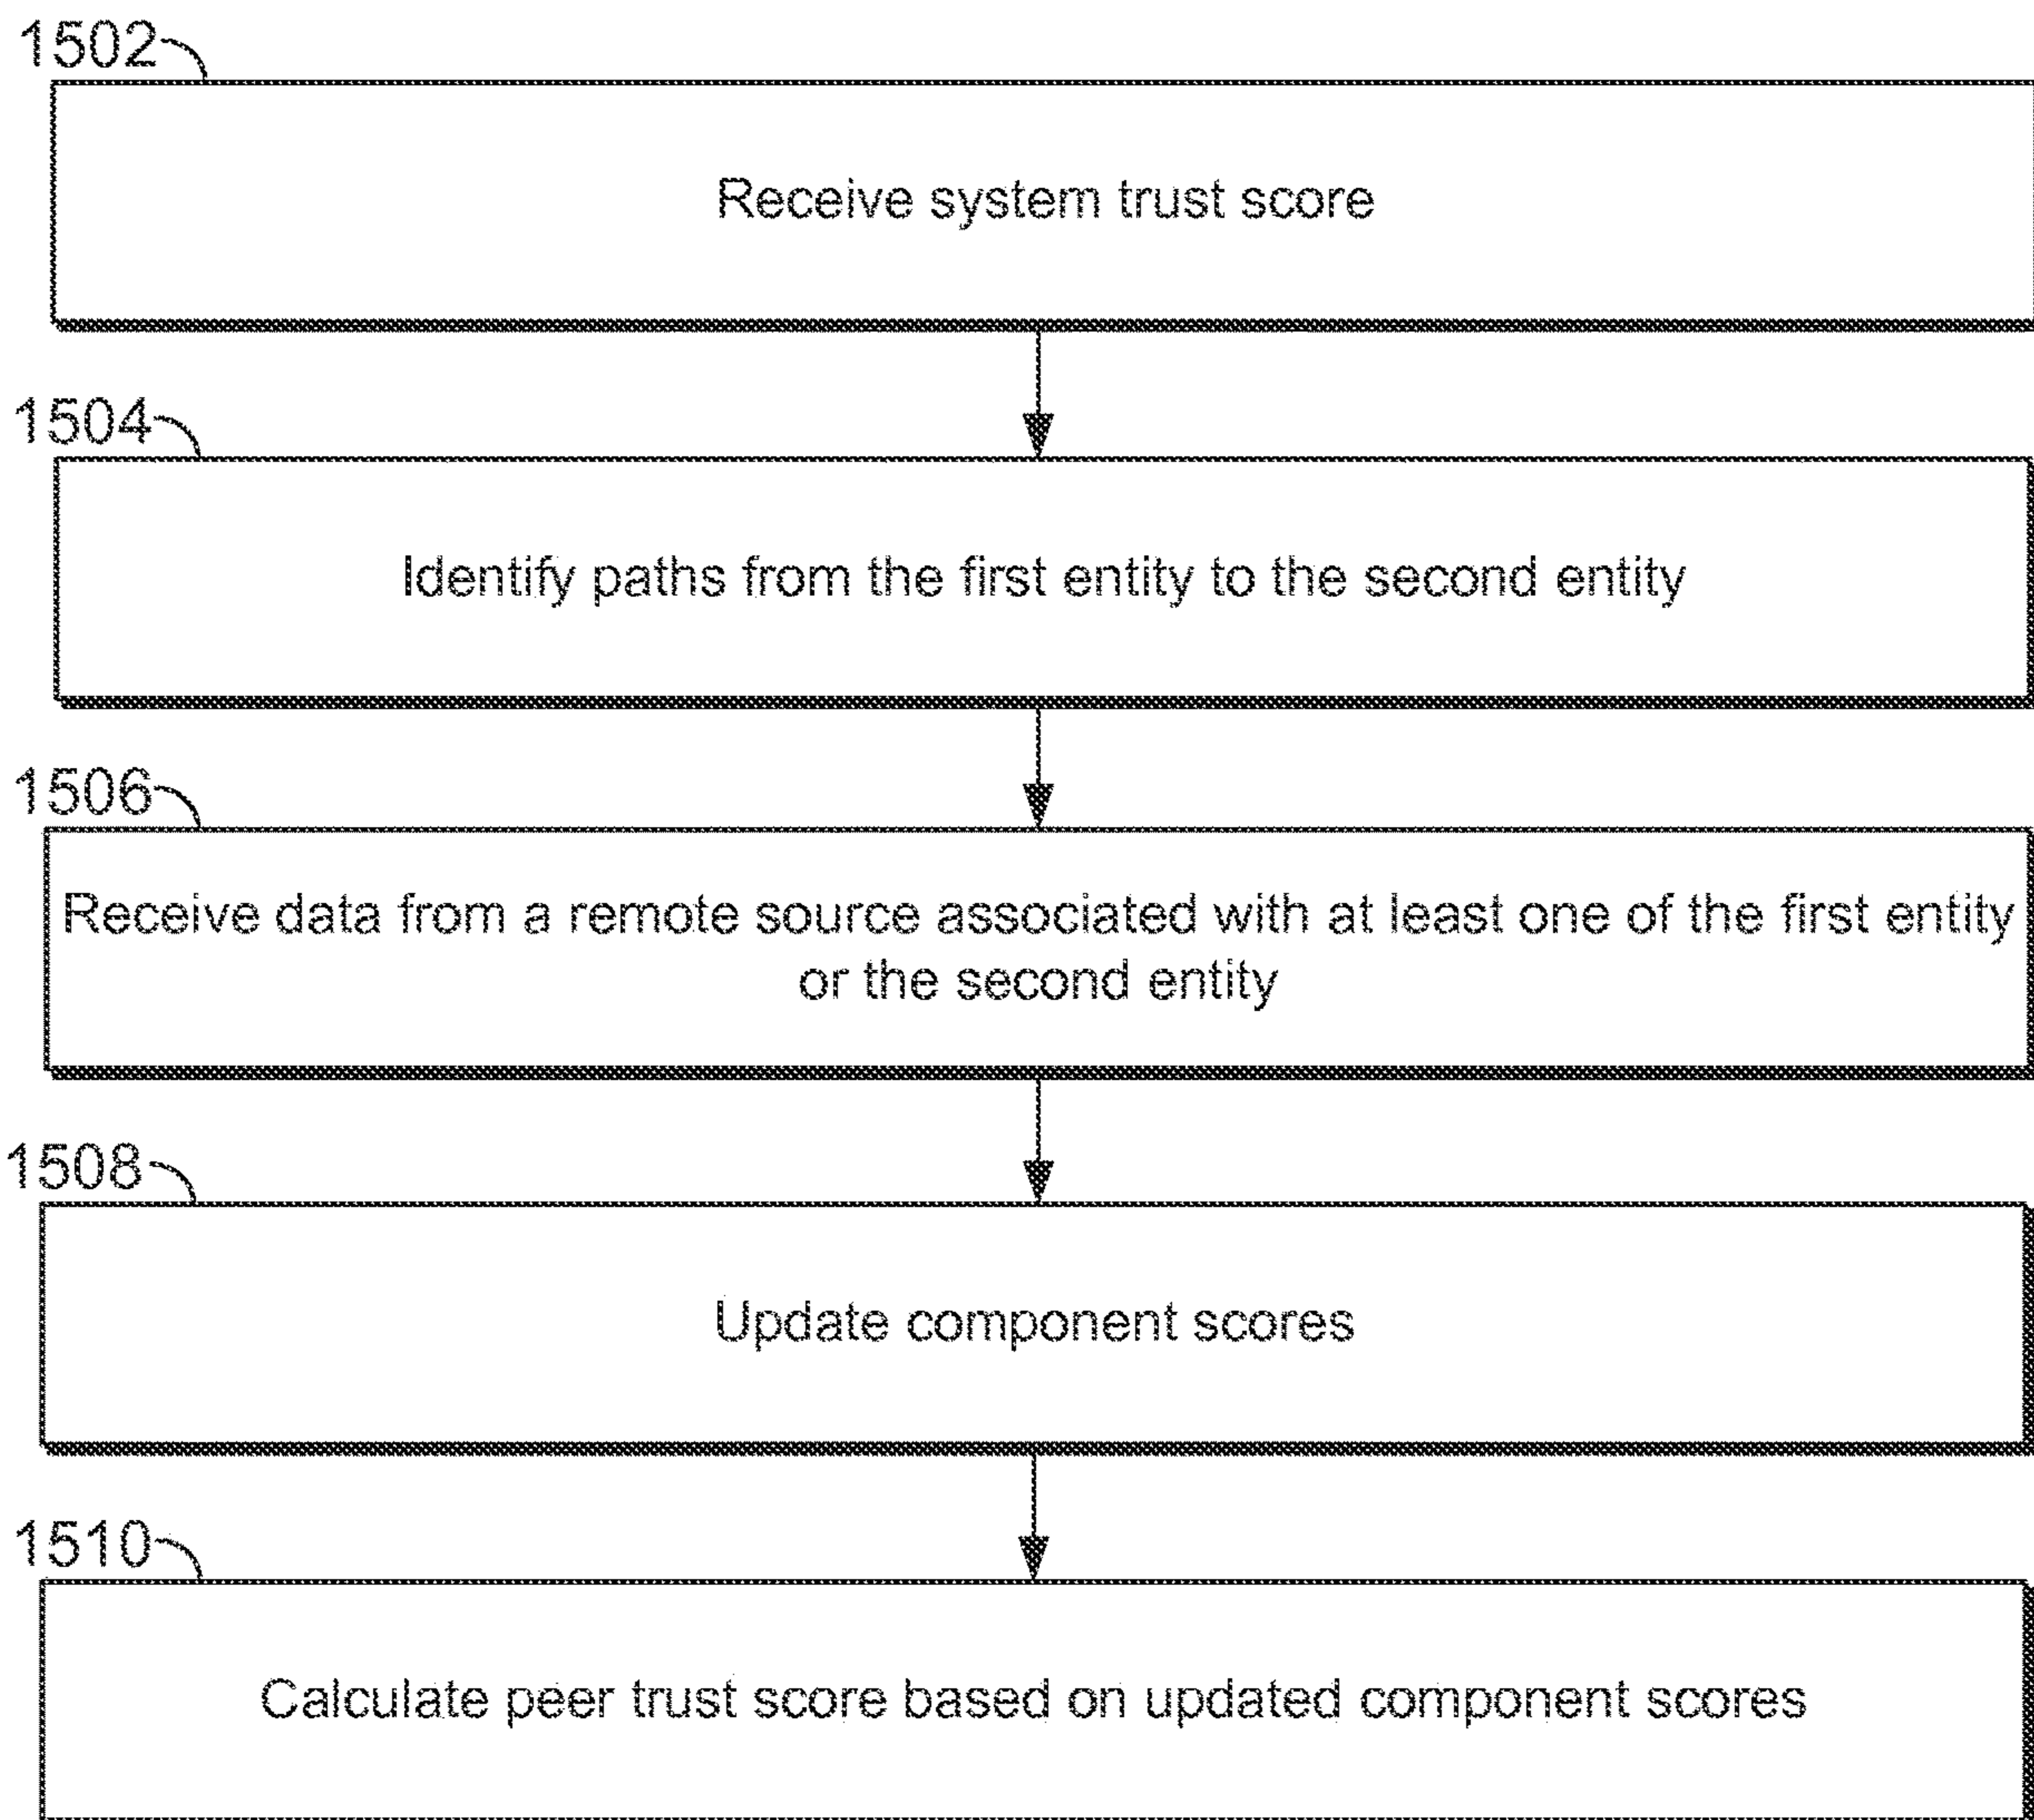 1502
Receive system trust score
1504
Identify paths from the first entity to the second entity
1506
Receive data from a remote source associated with at least one of the first entity
or the second entity
1508
Update component scores
1510
Calculate peer trust score based on updated component scores